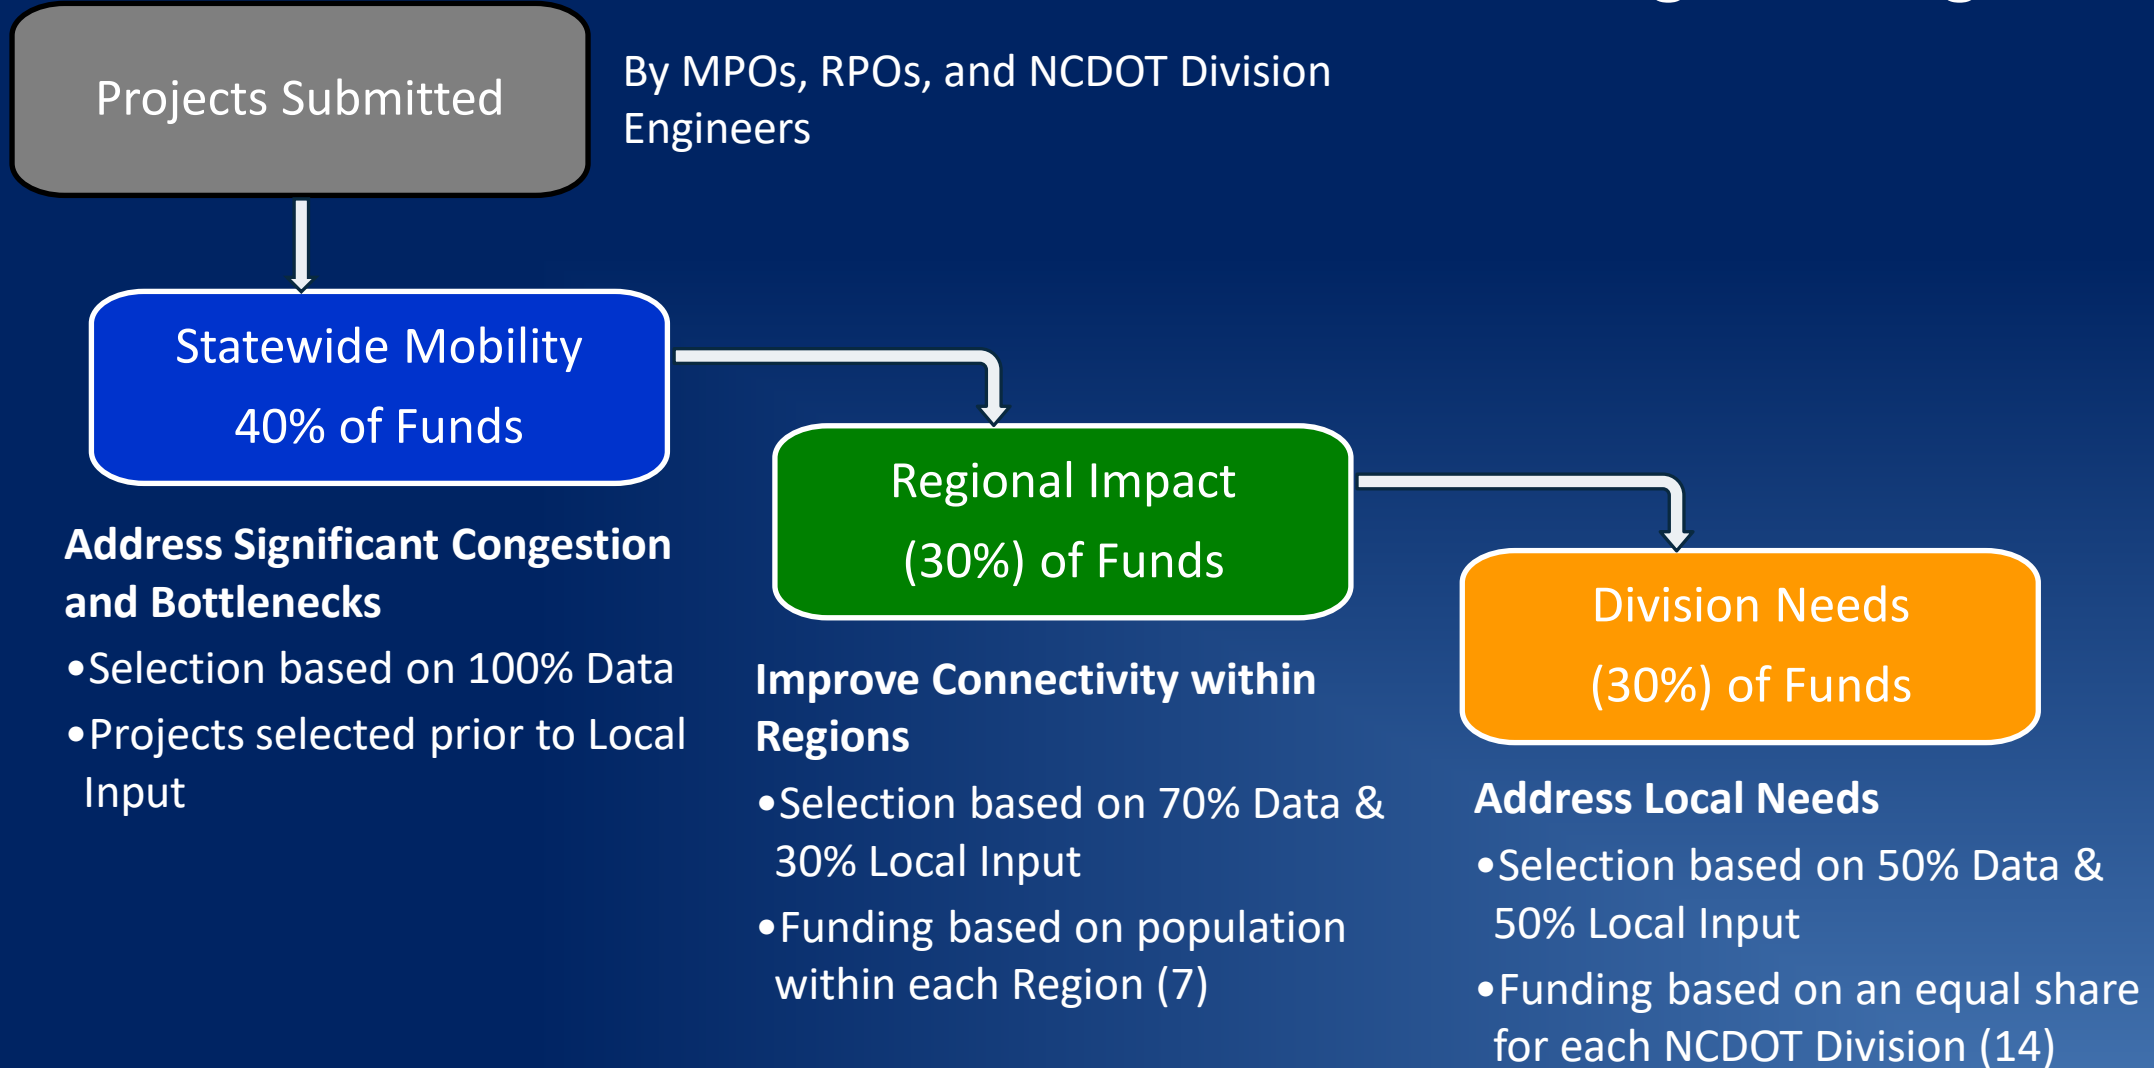 Projects Submitted
By MPOs, RPOs, and NCDOT Division
Engineers
Statewide Mobility
40% of Funds
Address Significant Congestion
and Bottlenecks
•Selection based on 100% Data
•Projects selected prior to Local
Input
Regional Impact
(30%) of Funds
Improve Connectivity within
Regions
•Selection based on 70% Data &
30% Local Input
•Funding based on population
within each Region (7)
Division Needs
(30%) of Funds
Address Local Needs
•Selection based on 50% Data &
50% Local Input
•Funding based on an equal share
for each NCDOT Division (14)